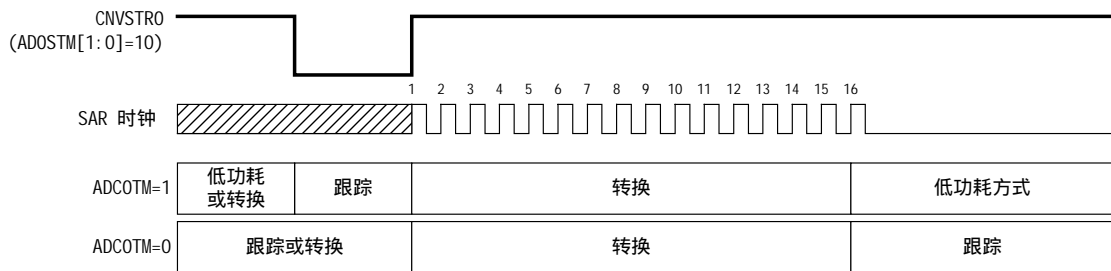 CNVSTR0
(AD0STM[1:0]=10)
1 2 3 4 5 6 7 8 9 10 11 12 13 14 15 16
SAR 时钟
ADC0TM=1
低功耗
或转换
跟踪
转换
低功耗方式
ADC0TM=0
跟踪或转换
转换
跟踪